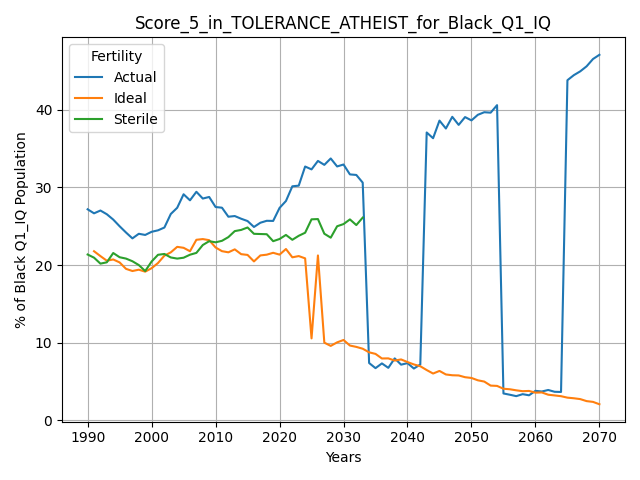 Score_5_in_TOLERANCE_ATHEIST_for_Black_Q1_IQ
Fertility
Actual
Ideal
Sterile
% of Black Q1_IQ Population
40
30
20
10
0
1990 2000 2010 2020 2030 2040 2050 2060 2070
Years